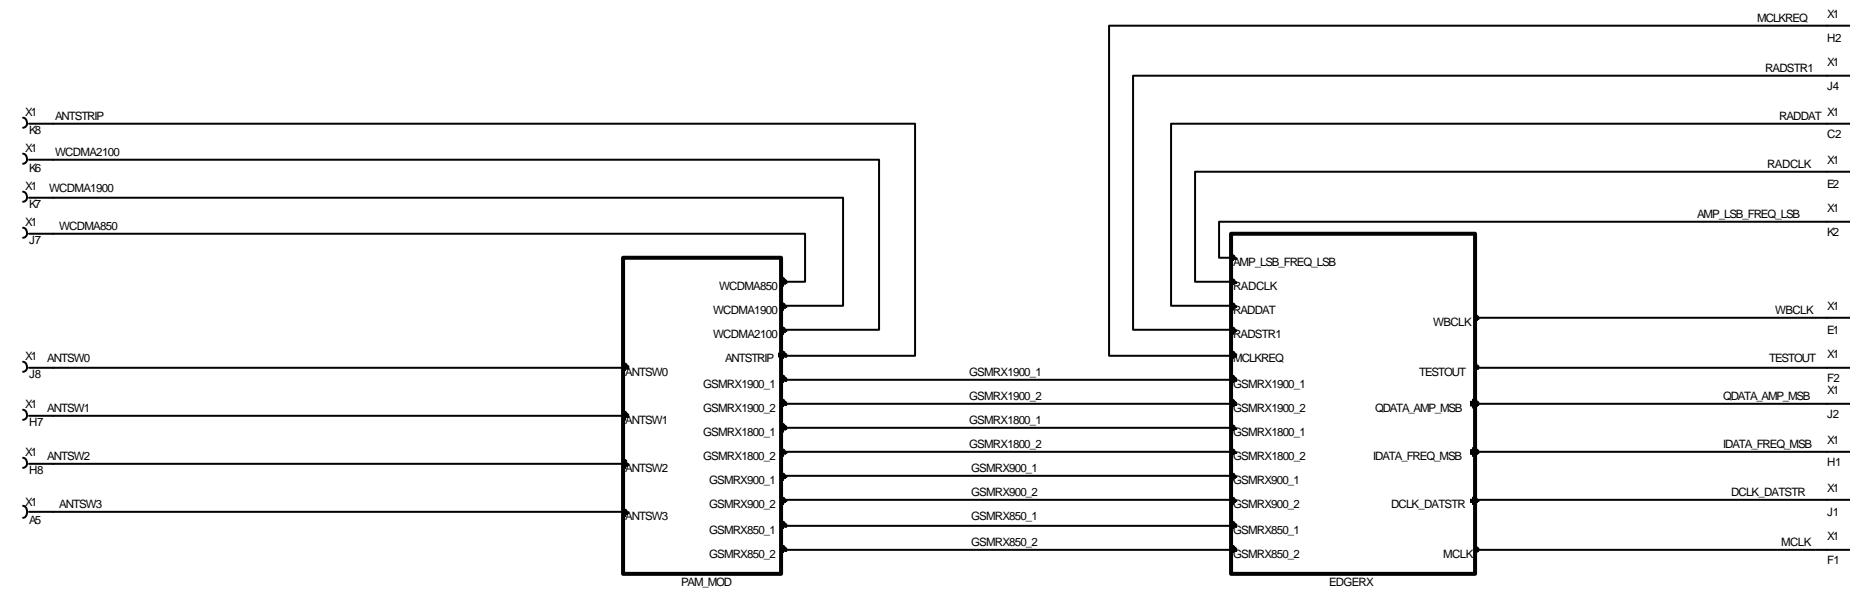 MCLKREQ X1
H2
RADSTR1 X1
J4
RADDAT X1
C2
RADCLK X1
E2
AMP_LSB_FREQ_LSB X1
K2
X1 ANTSTRIP
K8
X1 WCDMA2100
K6
X1 WCDMA1900
K7
X1 WCDMA850
J7
X1 ANTSW0
J8
X1 ANTSW1
H7
X1 ANTSW2
H8
X1 ANTSW3
A5
WCDMA850
WCDMA1900
WCDMA2100
ANTSTRIP
GSMRX1900_1
GSMRX1900_2
GSMRX1800_1
GSMRX1800_2
GSMRX900_1
GSMRX900_2
GSMRX850_1
GSMRX850_2
ANTSW0
ANTSW1
ANTSW2
ANTSW3
PAM_MOD
GSMRX1900_1
GSMRX1900_2
GSMRX1800_1
GSMRX1800_2
GSMRX900_1
GSMRX900_2
GSMRX850_1
GSMRX850_2
AMP_LSB_FREQ_LSB
RADCLK
RADDAT
RADSTR1
MCLKREQ
GSMRX1900_1
GSMRX1900_2
GSMRX1800_1
GSMRX1800_2
GSMRX900_1
GSMRX900_2
GSMRX850_1
GSMRX850_2
WBCLK
TESTOUT
QDATA_AMP_MSB
IDATA_FREQ_MSB
DCLK_DATSTR
MCLK
EDGERX
WBCLK X1
E1
TESTOUT X1
F2
QDATA_AMP_MSB X1
J2
IDATA_FREQ_MSB X1
H1
DCLK_DATSTR X1
J1
MCLK X1
F1